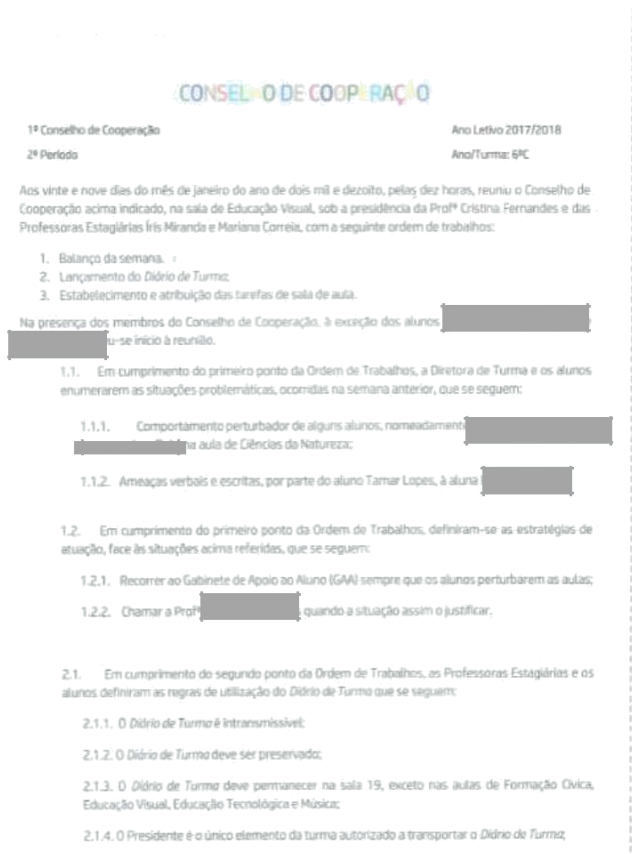 CONSELHO DE COOPERAÇÃO
1º Conselho de Cooperação Ano Letivo 2017/2018
2º Período Ano/Turma: 6ºC
Aos vinte e nove dias do mês de janeiro do ano de dois mil e dezoito, pelas dez horas, reuniu o Conselho de
Cooperação acima indicado, na sala de Educação Visual, sob a presidência da Profª Cristina Fernandes e das
Professoras Estagiárias Íris Miranda e Mariana Correia, com a seguinte ordem de trabalhos:
1. Balanço da semana.
2. Lançamento do Diário de Turma;
3. Estabelecimento e atribuição das tarefas de sala de aula.
Na presença dos membros do Conselho de Cooperação, à exceção dos alunos
u-se início à reunião.
1.1. Em cumprimento do primeiro ponto da Ordem de Trabalhos, a Diretora de Turma e os alunos
enumerarem as situações problemáticas, ocorridas na semana anterior, que se seguem:
1.1.1. Comportamento perturbador de alguns alunos, nomeadament
na aula de Ciências da Natureza;
1.1.2. Ameaças verbais e escritas, por parte do aluno Tamar Lopes, à aluna
1.2. Em cumprimento do primeiro ponto da Ordem de Trabalhos, definiram-se as estratégias de
atuação, face às situações acima referidas, que se seguem:
1.2.1. Recorrer ao Gabinete de Apoio ao Aluno (GAA) sempre que os alunos perturbarem as aulas;
1.2.2. Chamar a Profª quando a situação assim o justificar.
2.1. Em cumprimento do segundo ponto da Ordem de Trabalhos, as Professoras Estagiárias e os
alunos definiram as regras de utilização do Diário de Turma que se seguem:
2.1.1. O Diário de Turma é intransmissível;
2.1.2. O Diário de Turma deve ser preservado;
2.1.3. O Diário de Turma deve permanecer na sala 19, exceto nas aulas de Formação Cívica,
Educação Visual, Educação Tecnológica e Música;
2.1.4. O Presidente é o único elemento da turma autorizado a transportar o Diário de Turma;